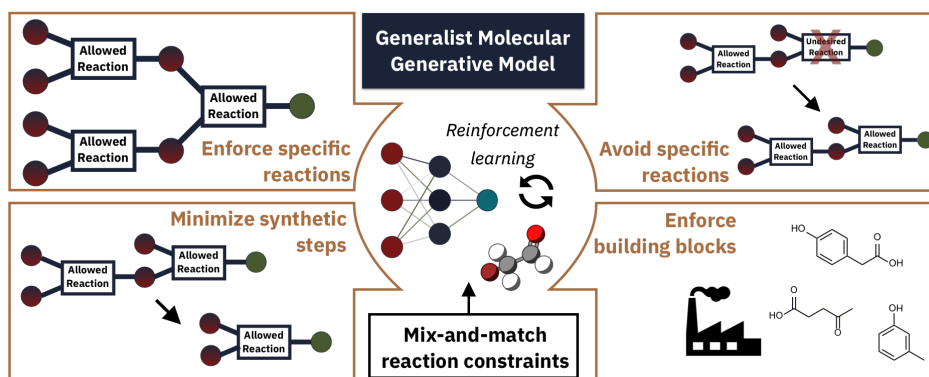 Generalist Molecular
Generative Model
Allowed
Reaction
Allowed
Reaction
Allowed
Reaction
Enforce specific
reactions
Allowed
Reaction
Undesired
Reaction
Allowed
Reaction
Allowed
Reaction
Avoid specific
reactions
Reinforcement
learning
Minimize synthetic
steps
Allowed
Reaction
Allowed
Reaction
Allowed
Reaction
Enforce
building blocks
HO
O
OH
O
HO
O
OH
Mix-and-match
reaction constraints